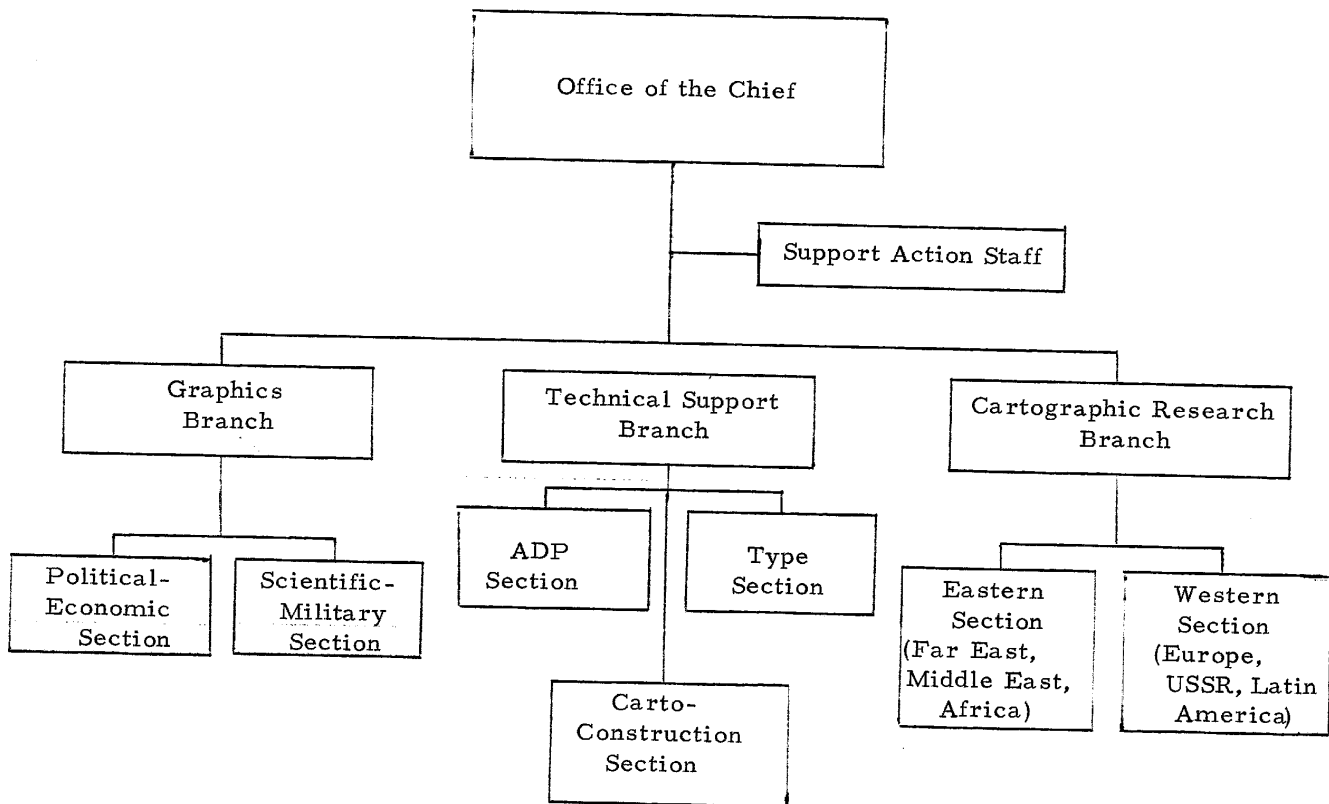 Office of the Chief
Support Action Staff
Graphics
Branch
Technical Support
Branch
Cartographic Research
Branch
Political-
Economic
Section
Scientific-
Military
Section
ADP
Section
Type
Section
Carto-
Construction
Section
Eastern
Section
(Far East,
Middle East,
Africa)
Western
Section
(Europe,
USSR, Latin
America)